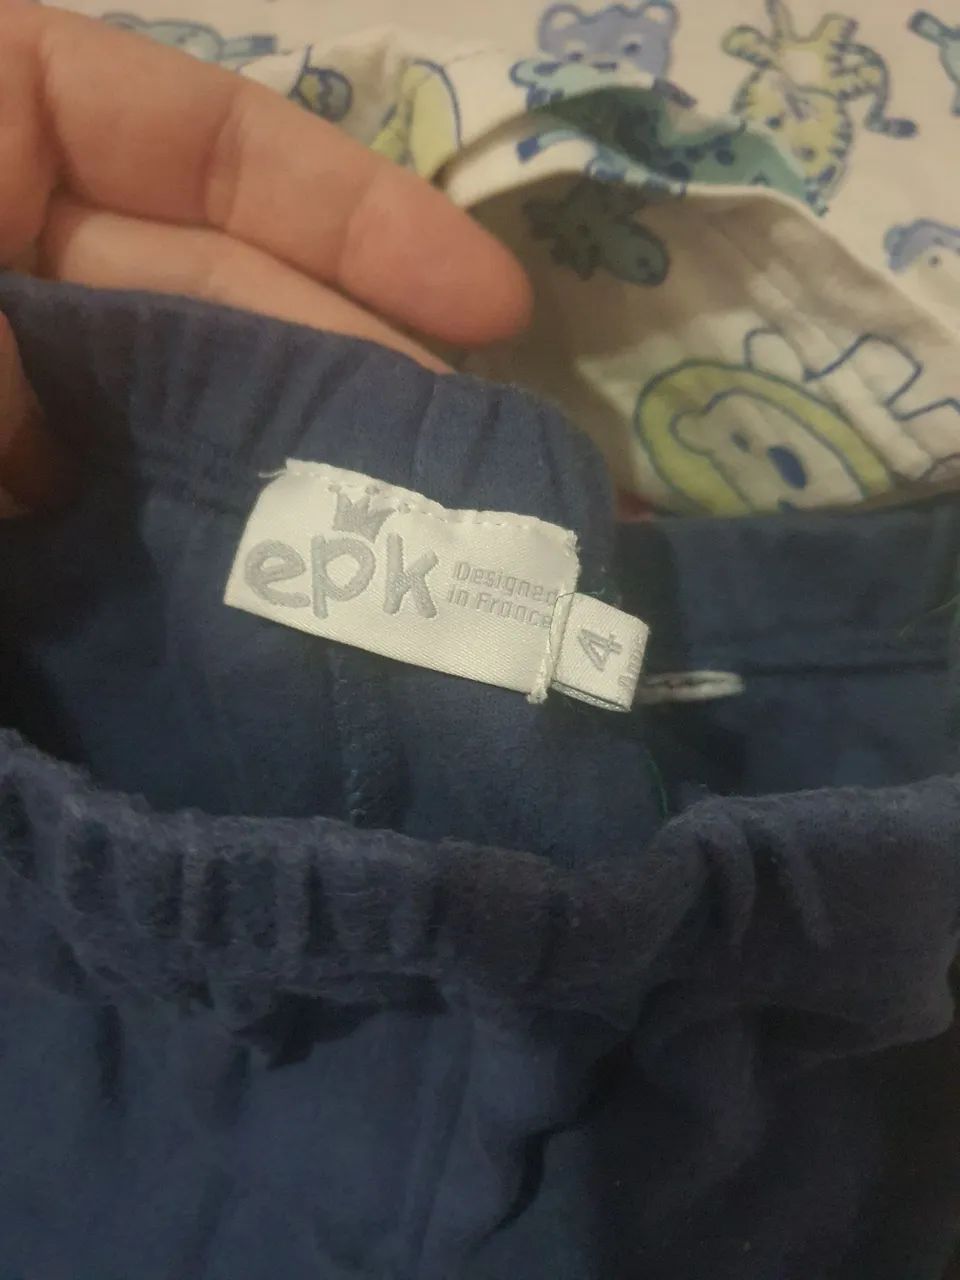 epk
Designed
in France
4